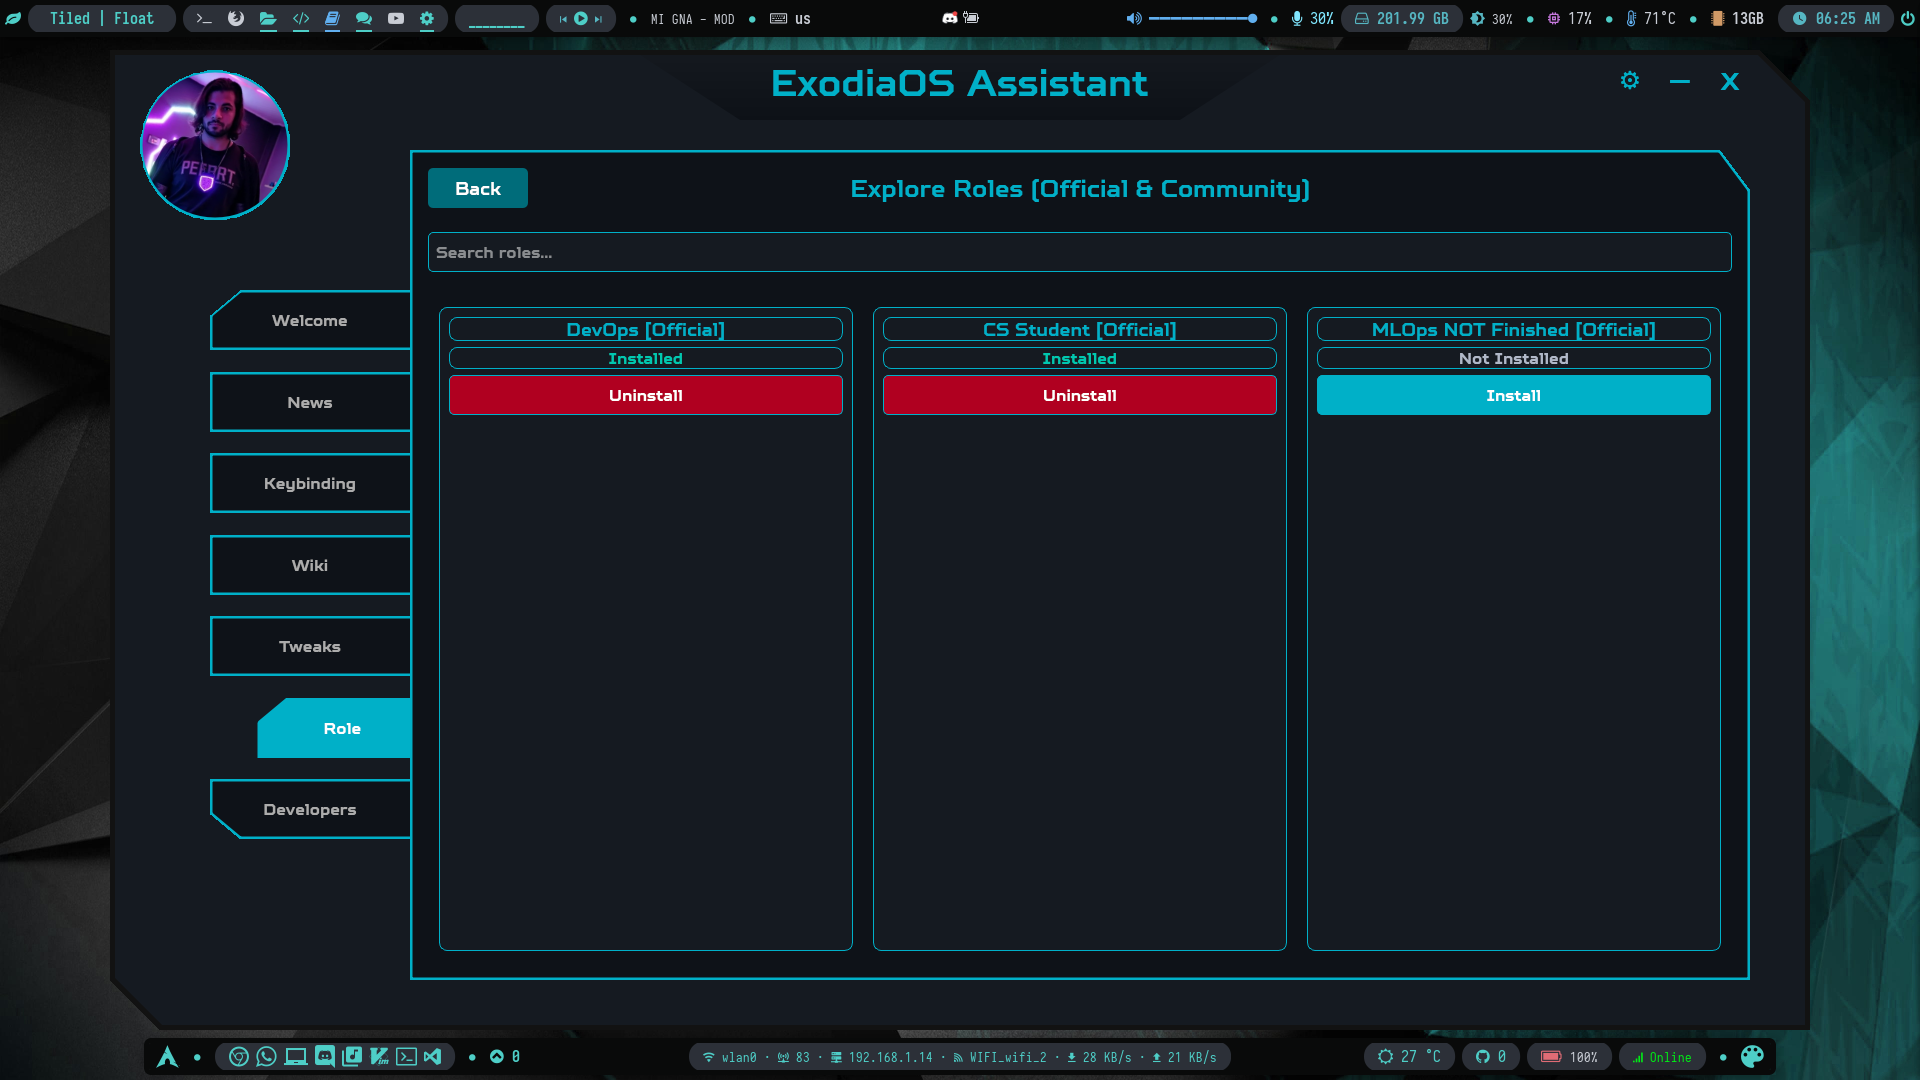 Tiled | Float
MI GNA - MOD
us
30%
201.99 GB
30%
17%
71°C
13GB
06:25 AM
ExodiaOS Assistant
X
Back
Explore Roles [Official & Community]
Search roles...
Welcome
News
Keybinding
Wiki
Tweaks
Role
Developers
DevOps [Official]
Installed
Uninstall
CS Student [Official]
Installed
Uninstall
MLOps NOT Finished [Official]
Not Installed
Install
0
wlan0 · 83 · 192.168.1.14 · WIFI_wifi_2 · 28 KB/s · 21 KB/s
27 °C
0
100%
Online